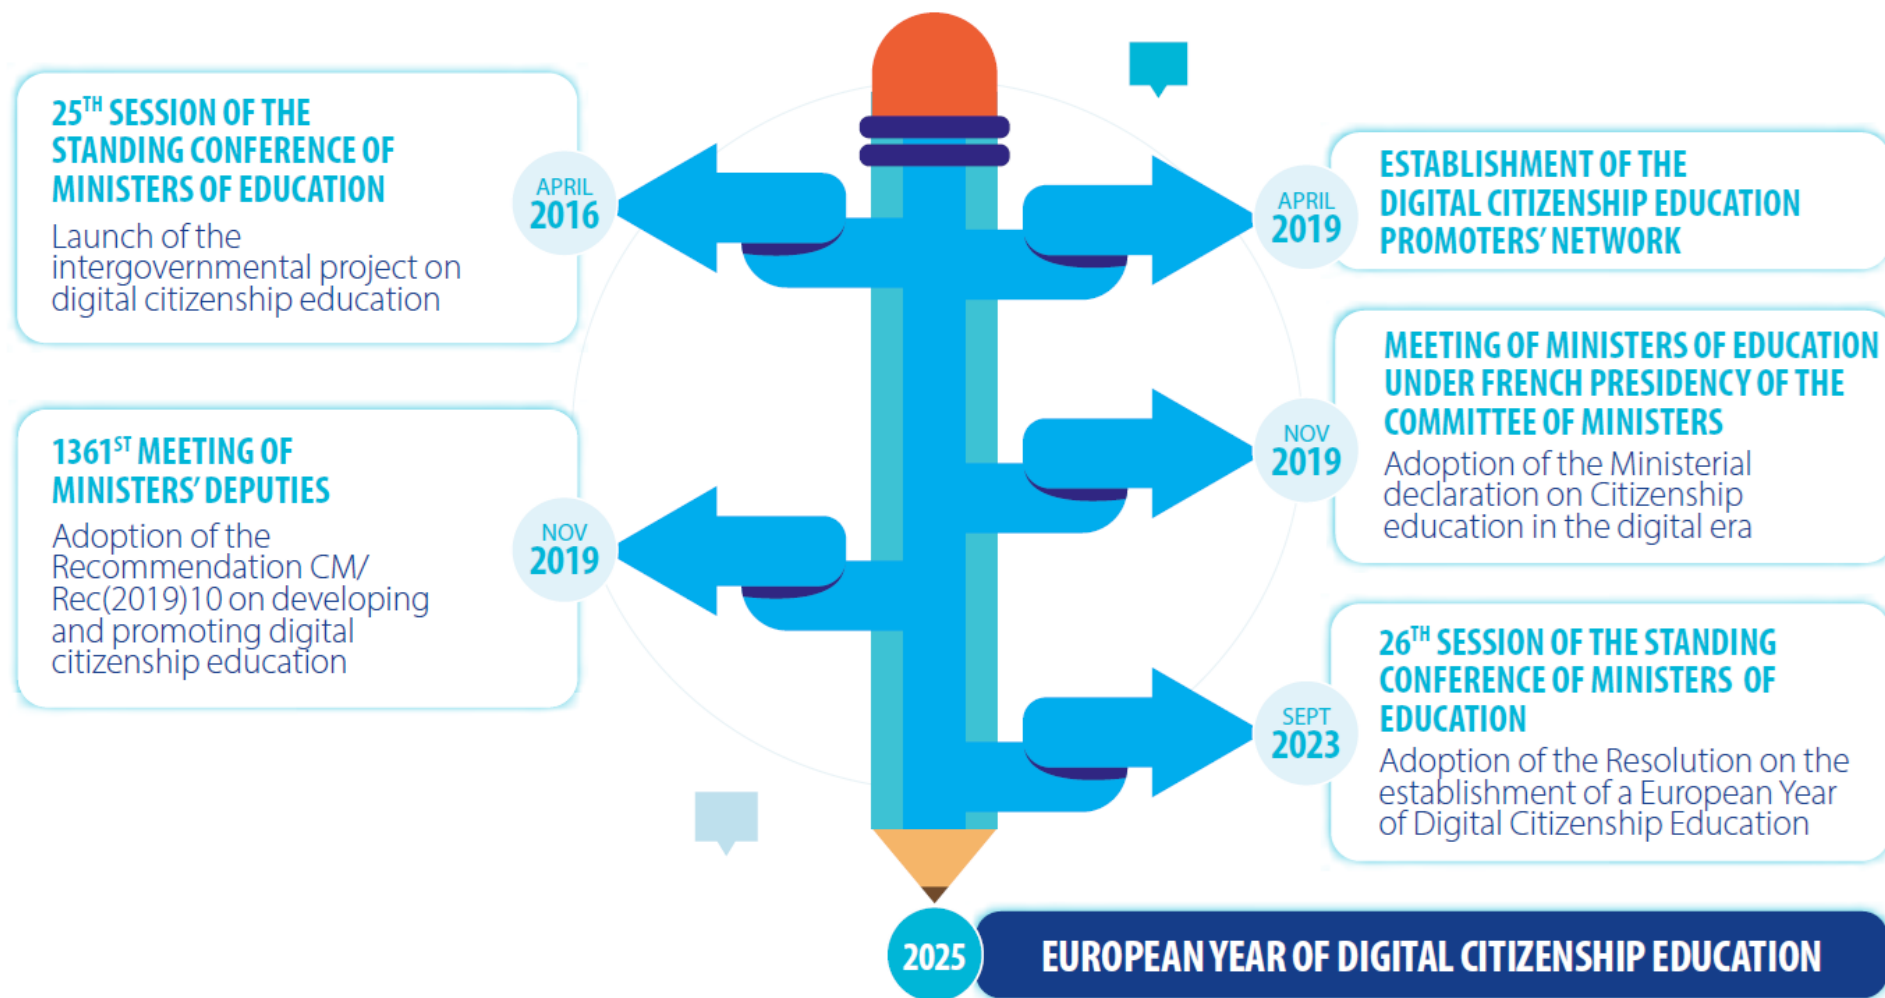 25TH SESSION OF THE
STANDING CONFERENCE OF
MINISTERS OF EDUCATION
Launch of the
intergovernmental project on
digital citizenship education
APRIL
2016
APRIL
2019
ESTABLISHMENT OF THE
DIGITAL CITIZENSHIP EDUCATION
PROMOTERS' NETWORK
NOV
2019
MEETING OF MINISTERS OF EDUCATION
UNDER FRENCH PRESIDENCY OF THE
COMMITTEE OF MINISTERS
Adoption of the Ministerial
declaration on Citizenship
education in the digital era
1361ST MEETING OF
MINISTERS' DEPUTIES
Adoption of the
Recommendation CM/
Rec(2019)10 on developing
and promoting digital
citizenship education
NOV
2019
SEPT
2023
26TH SESSION OF THE STANDING
CONFERENCE OF MINISTERS OF
EDUCATION
Adoption of the Resolution on the
establishment of a European Year
of Digital Citizenship Education
2025
EUROPEAN YEAR OF DIGITAL CITIZENSHIP EDUCATION